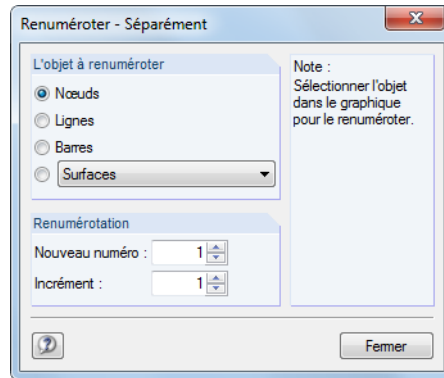 Renuméroter - Séparément
L'objet à renuméroter
Nœuds
Lignes
Barres
Surfaces
Renumérotation
Nouveau numéro : 1
Incrément : 1
Note :
Sélectionner l'objet
dans le graphique
pour le renuméroter.
Fermer